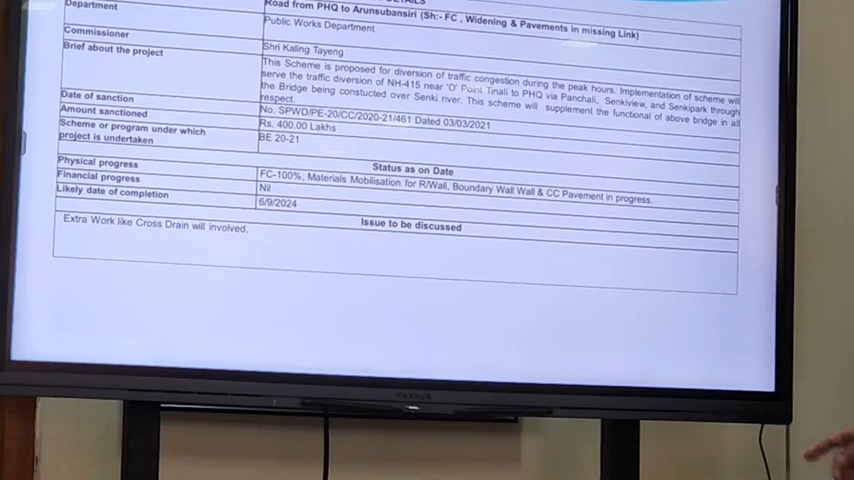 DETAILS
Road from PHQ to Arunsubansiri (Sh:- FC , Widening & Pavements in missing Link)
Department
Public Works Department
Commissioner
Shri Kaling Tayeng
Brief about the project
This Scheme is proposed for diversion of traffic congestion during the peak hours. Implementation of scheme will
serve the traffic diversion of NH-415 near 'O' Point Tinali to PHQ via Panchali, Senkiview, and Senkipark through
the Bridge being constucted over Senki river. This scheme will supplement the functional of above bridge in all
respect.
Date of sanction
No. SPWD/PE-20/CC/2020-21/461 Dated 03/03/2021
Amount sanctioned
Rs. 400.00 Lakhs
Scheme or program under which
project is undertaken
BE 20-21
Status as on Date
Physical progress
FC-100%, Materials Mobilisation for R/Wall, Boundary Wall Wall & CC Pavement in progress.
Financial progress
Nil
Likely date of completion
6/9/2024
Issue to be discussed
Extra Work like Cross Drain will involved.
MAXHUB